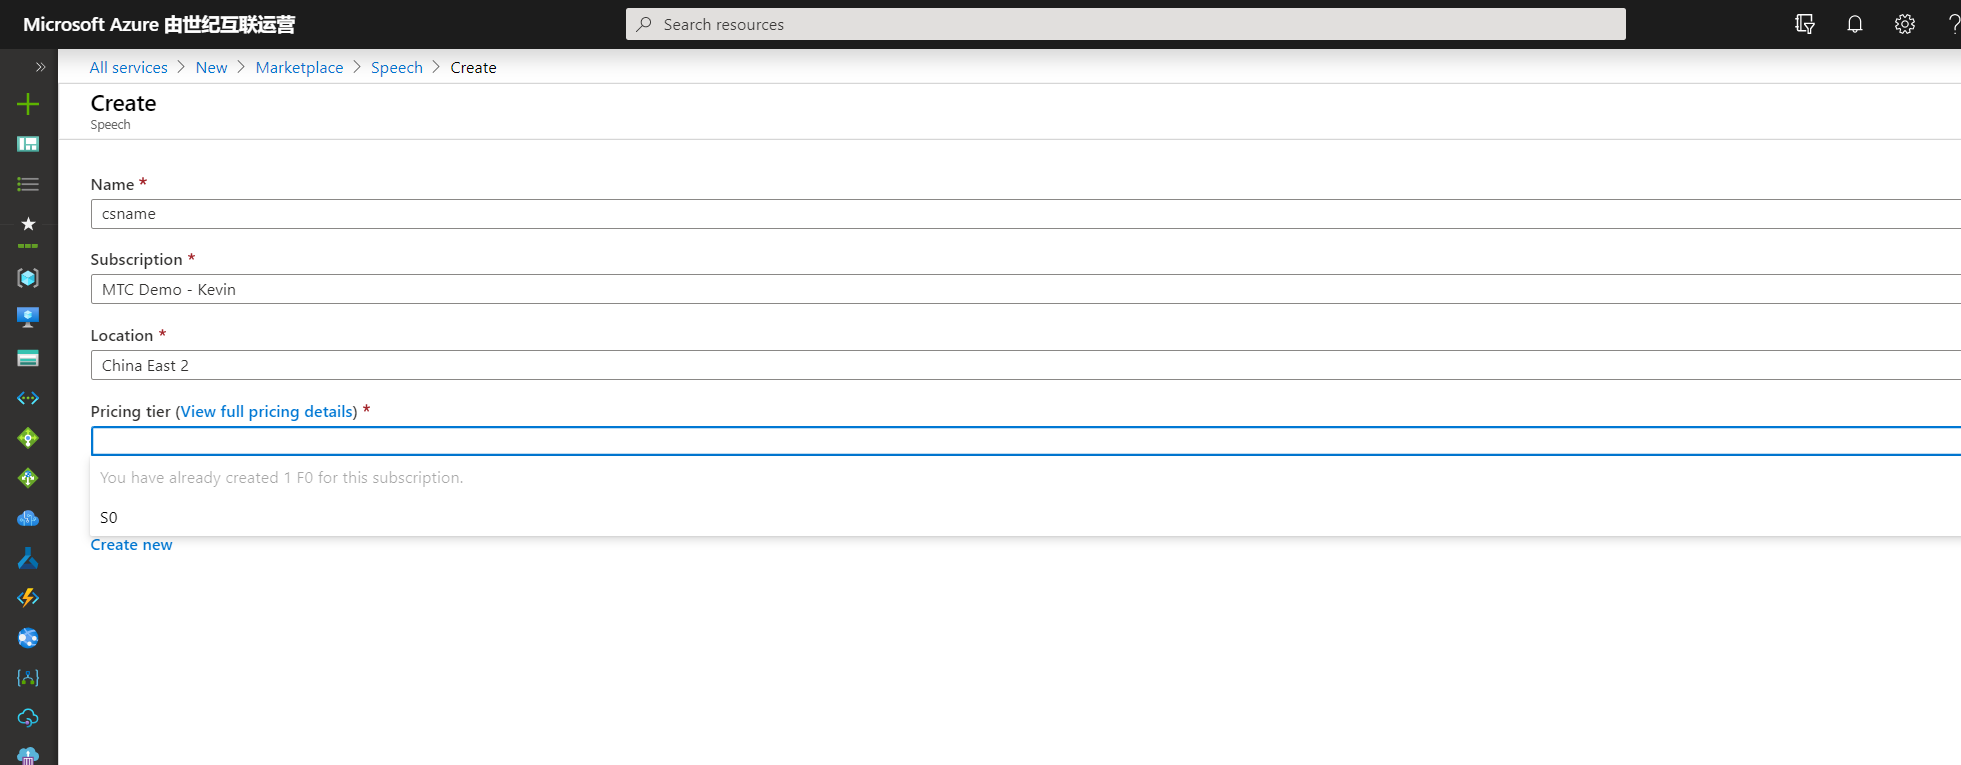 Microsoft Azure 由世纪互联运营
Search resources
All services > New > Marketplace > Speech > Create
Create
Speech
Name *
csname
Subscription *
MTC Demo - Kevin
Location *
China East 2
Pricing tier (View full pricing details) *
You have already created 1 F0 for this subscription.
S0
Create new